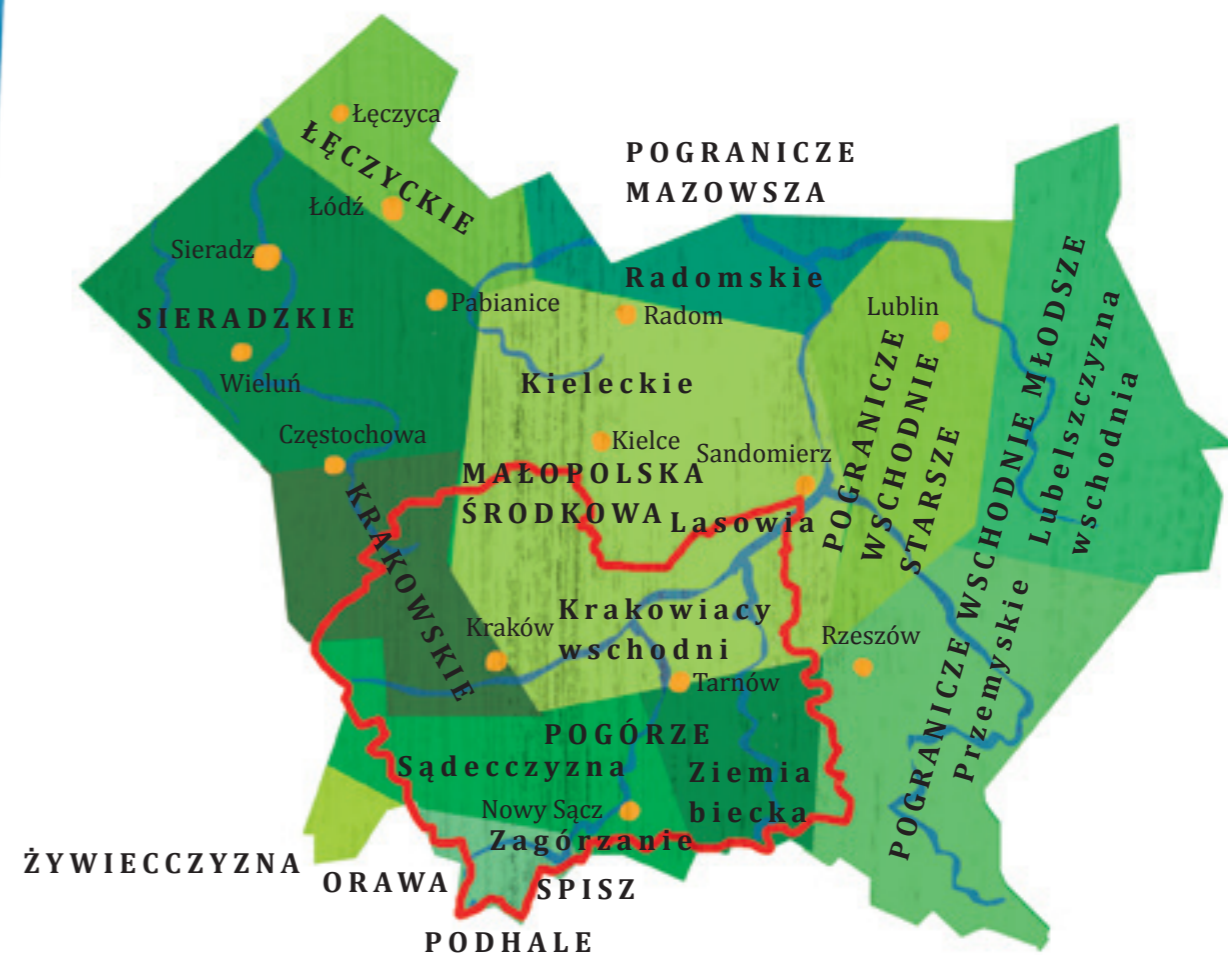 Łęczyca
ŁĘCZYCKIE
POGRANICZE
MAZOWSZA
Łódź
Sieradz
Radomskie
Pabianice
Radom
Lublin
SIERADZKIE
Wieluń
Kieleckie
Częstochowa
Kielce
Sandomierz
MAŁOPOLSKA
ŚRODKOWA
Lasowia
POGRANICZE
WSCHODNIE
STARSZE
POGRANICZE WSCHODNIE MŁODSZE
Lubelszczyzna
wschodnia
Przemyskie
KRAKOWSKIE
Krakowiacy
wschodni
Kraków
Rzeszów
Tarnów
POGÓRZE
Sądecczyzna
Ziemia
biecka
Nowy Sącz
Zagórzanie
ŻYWIECCZYZNA
ORAWA
SPISZ
PODHALE